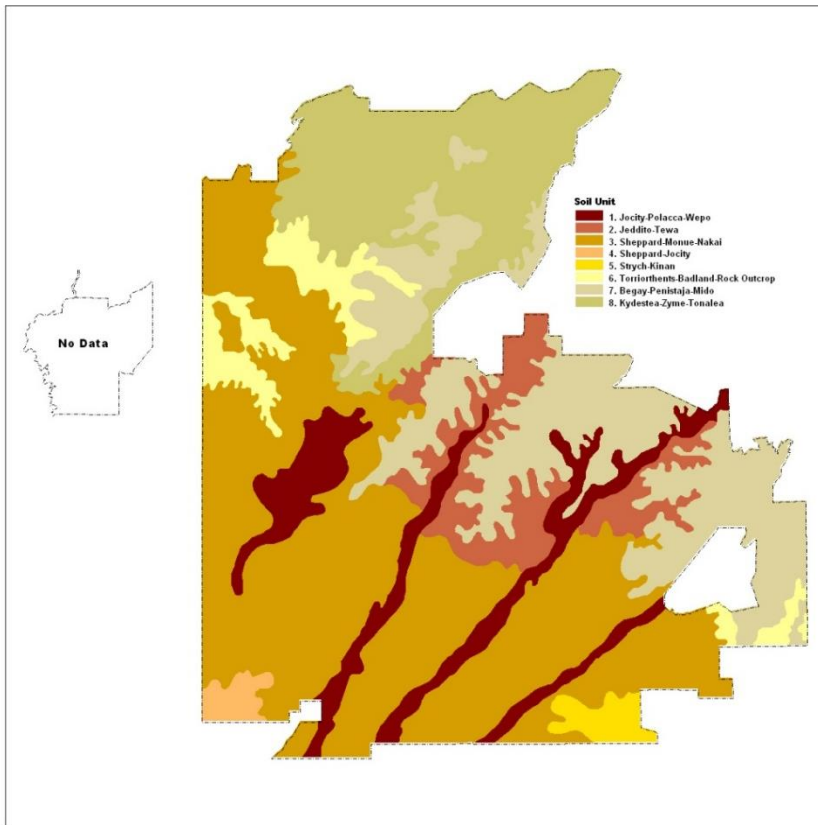 Soil Unit
1. Jocity-Polacca-Wepo
2. Jeddito-Tewa
3. Sheppard-Monue-Nakai
4. Sheppard-Jocity
5. Strych-Kinan
6. Torriorthents-Badland-Rock Outcrop
7. Begay-Penistaja-Mido
8. Kydestea-Zyme-Tonalea
No Data